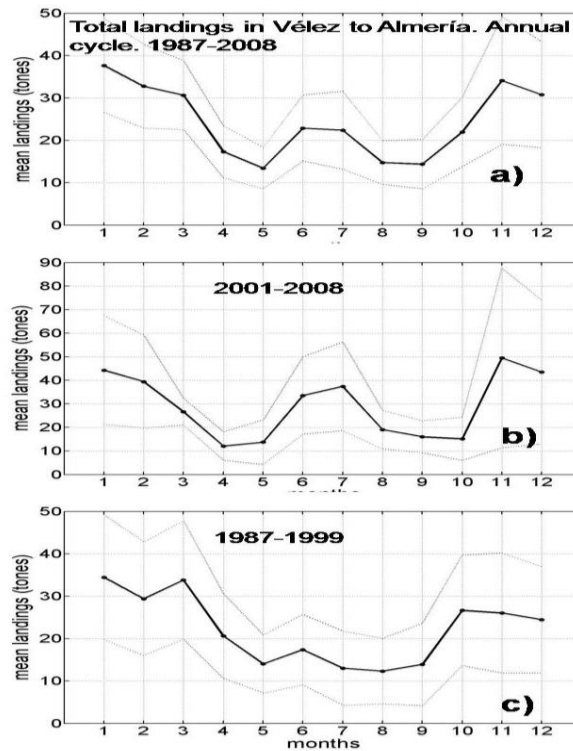 50
Total landings in Vélez to Almería. Annual
cycle. 1987-2008
40
30
20
10
0
mean landings (tones)
a)
1 2 3 4 5 6 7 8 9 10 11 12
90
80
2001-2008
70
60
50
40
30
20
10
0
mean landings (tones)
b)
1 2 3 4 5 6 7 8 9 10 11 12
months
50
1987-1999
40
30
20
10
0
mean landings (tones)
c)
1 2 3 4 5 6 7 8 9 10 11 12
months